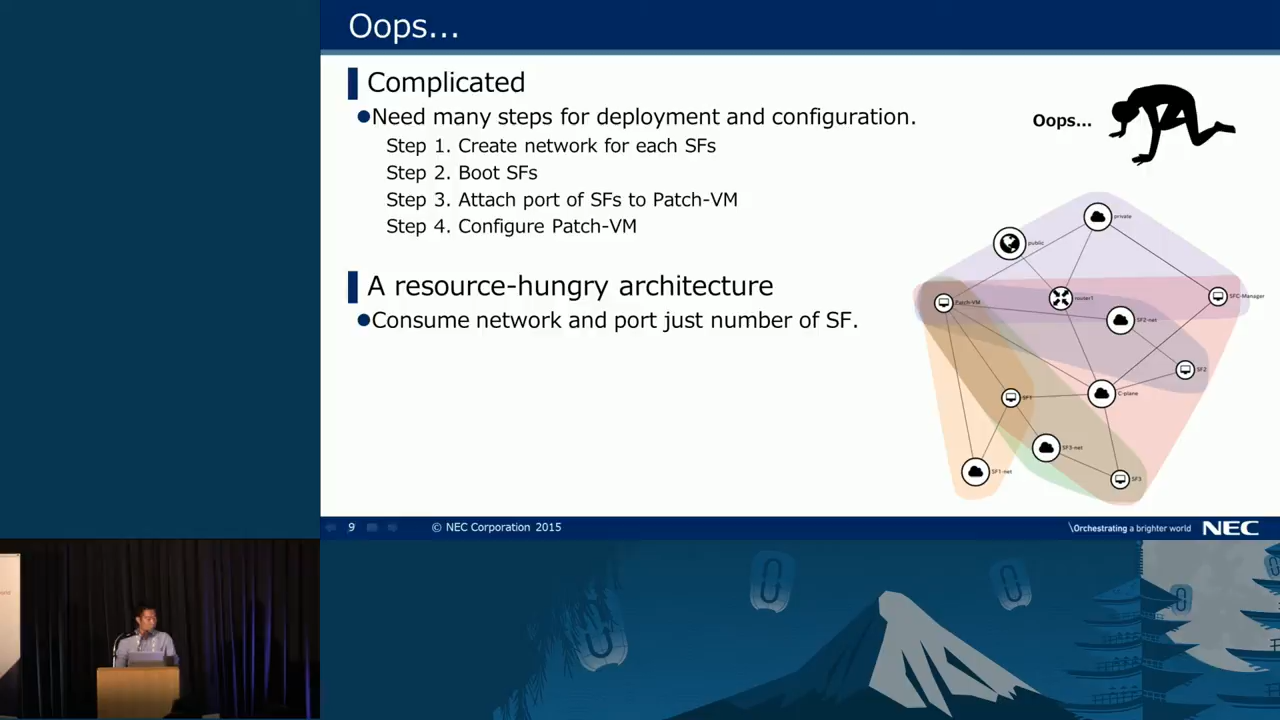 Oops...
Complicated
●Need many steps for deployment and configuration.
Step 1. Create network for each SFs
Step 2. Boot SFs
Step 3. Attach port of SFs to Patch-VM
Step 4. Configure Patch-VM
A resource-hungry architecture
●Consume network and port just number of SF.
Oops...
private
public
Patch-VM
router1
SFC-Manager
SF2-net
SF2
C-plane
SF1
SF3-net
SF1-net
SF3
9
© NEC Corporation 2015
\Orchestrating a brighter world
NEC